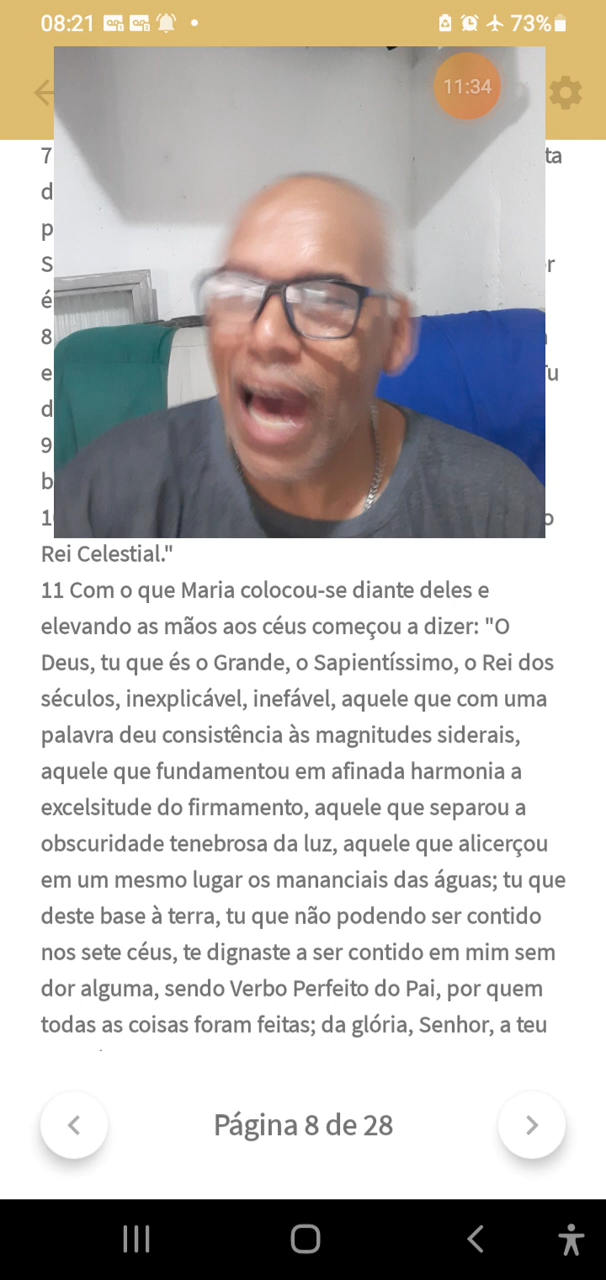 08:21
73%
11:34
7 ta
d
p
S r
é
8
e Tu
d
9
b
10 o
Rei Celestial."
11 Com o que Maria colocou-se diante deles e
elevando as mãos aos céus começou a dizer: "O
Deus, tu que és o Grande, o Sapientíssimo, o Rei dos
séculos, inexplicável, inefável, aquele que com uma
palavra deu consistência às magnitudes siderais,
aquele que fundamentou em afinada harmonia a
excelsitude do firmamento, aquele que separou a
obscuridade tenebrosa da luz, aquele que alicerçou
em um mesmo lugar os mananciais das águas; tu que
deste base à terra, tu que não podendo ser contido
nos sete céus, te dignaste a ser contido em mim sem
dor alguma, sendo Verbo Perfeito do Pai, por quem
todas as coisas foram feitas; da glória, Senhor, a teu
Página 8 de 28